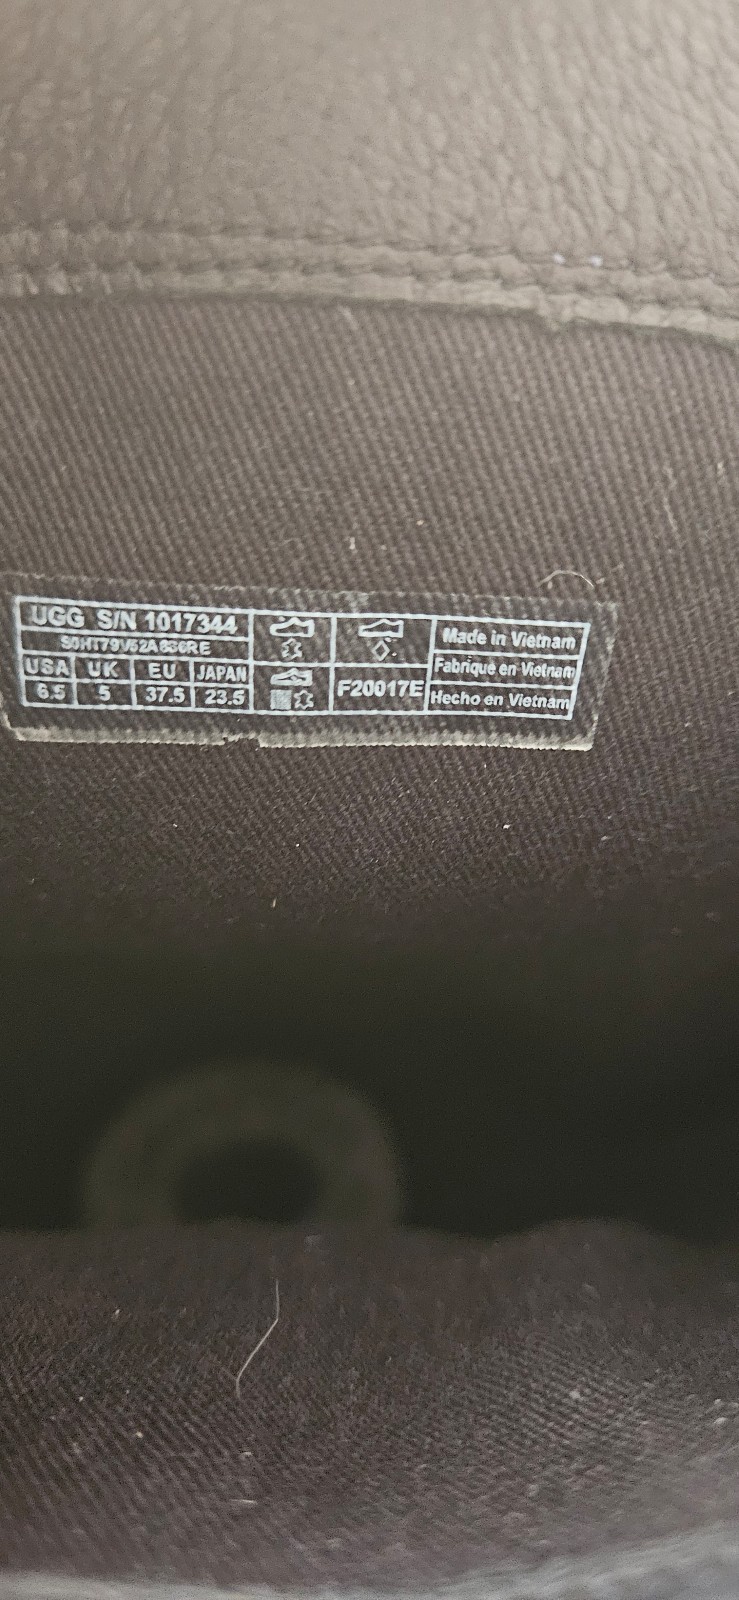 UGG S/N 1017344
USA UK EU JAPAN
6.5 5 37.5 23.5
F20017E
Made in Vietnam
Fabrique en Vietnam
Hecho en Vietnam